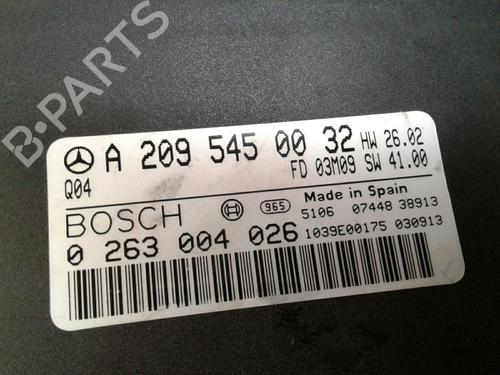 B-PARTS
A 209 545 00 32 HW 26.02
Q04 FD 03M09 SW 41.00
BOSCH 965 Made in Spain
5106 07448 38913
0 263 004 026 1039E00175 030913